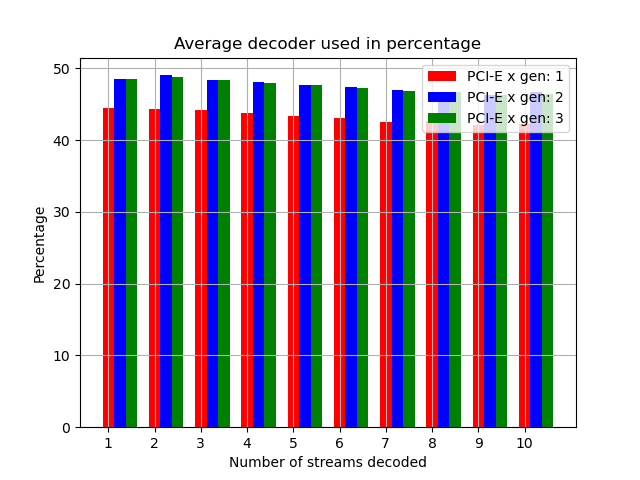 Average decoder used in percentage
PCI-E x gen: 1
PCI-E x gen: 2
PCI-E x gen: 3
Percentage
50
40
30
20
10
0
1 2 3 4 5 6 7 8 9 10
Number of streams decoded